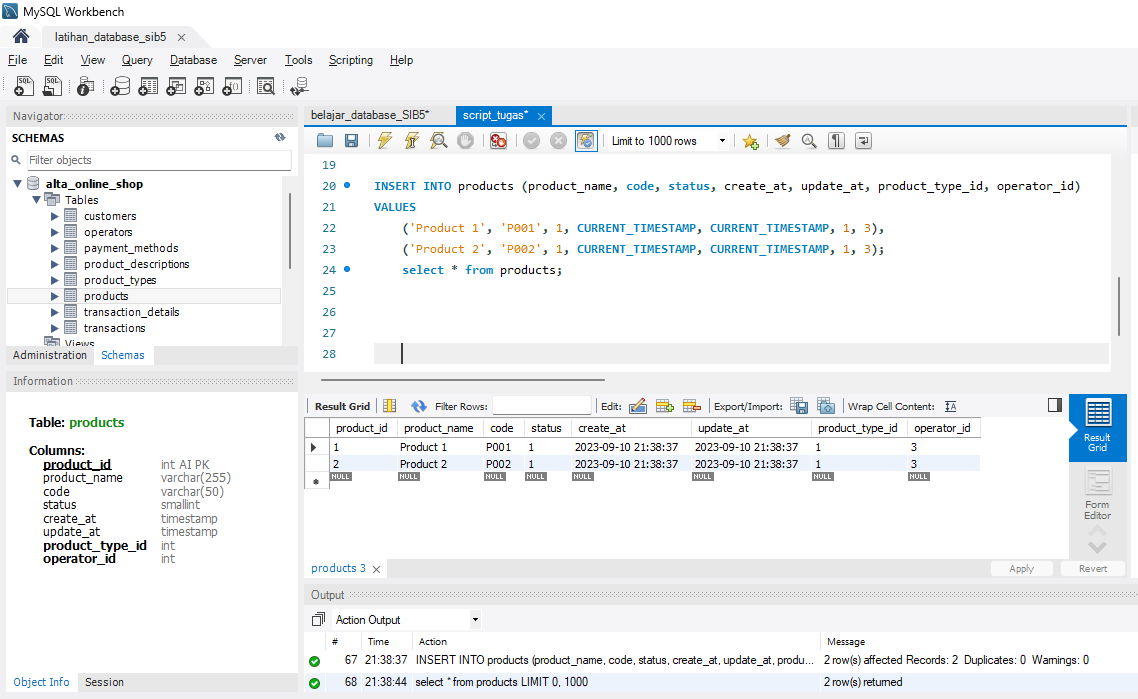 MySQL Workbench
latihan_database_sib5
File Edit View Query Database Server Tools Scripting Help
Navigator
SCHEMAS
Filter objects
alta_online_shop
Tables
customers
operators
payment_methods
product_descriptions
product_types
products
transaction_details
transactions
Views
Administration Schemas
Information
Table: products
Columns:
product_id int AI PK
product_name varchar(255)
code varchar(50)
status smallint
create_at timestamp
update_at timestamp
product_type_id int
operator_id int
Object Info Session
belajar_database_SIB5* script_tugas*
Limit to 1000 rows
19
20 INSERT INTO products (product_name, code, status, create_at, update_at, product_type_id, operator_id)
21 VALUES
22 ('Product 1', 'P001', 1, CURRENT_TIMESTAMP, CURRENT_TIMESTAMP, 1, 3),
23 ('Product 2', 'P002', 1, CURRENT_TIMESTAMP, CURRENT_TIMESTAMP, 1, 3);
24 select * from products;
25
26
27
28
Result Grid Filter Rows: Edit: Export/Import: Wrap Cell Content:
product_id product_name code status create_at update_at product_type_id operator_id
1 Product 1 P001 1 2023-09-10 21:38:37 2023-09-10 21:38:37 1 3
2 Product 2 P002 1 2023-09-10 21:38:37 2023-09-10 21:38:37 1 3
NULL NULL NULL NULL NULL NULL NULL NULL
Result
Grid
Form
Editor
products 3
Apply Revert
Output
Action Output
# Time Action Message
67 21:38:37 INSERT INTO products (product_name, code, status, create_at, update_at, produ... 2 row(s) affected Records: 2 Duplicates: 0 Warnings: 0
68 21:38:44 select * from products LIMIT 0, 1000 2 row(s) returned